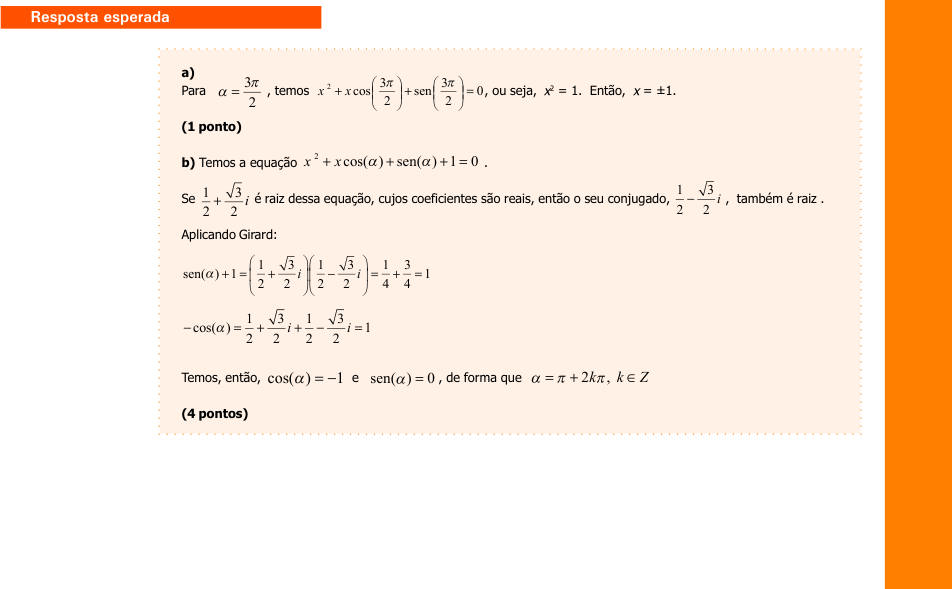 Resposta esperada
a)
Para α = 3π/2 , temos x² + x cos(3π/2) + sen(3π/2) = 0, ou seja, x² = 1. Então, x = ±1.
(1 ponto)
b) Temos a equação x² + x cos(α) + sen(α) + 1 = 0 .
Se 1/2 + √3/2 i é raiz dessa equação, cujos coeficientes são reais, então o seu conjugado, 1/2 − √3/2 i , também é raiz .
Aplicando Girard:
sen(α) + 1 = (1/2 + √3/2 i)(1/2 − √3/2 i) = 1/4 + 3/4 = 1
− cos(α) = 1/2 + √3/2 i + 1/2 − √3/2 i = 1
Temos, então, cos(α) = −1 e sen(α) = 0 , de forma que α = π + 2kπ, k ∈ Z
(4 pontos)